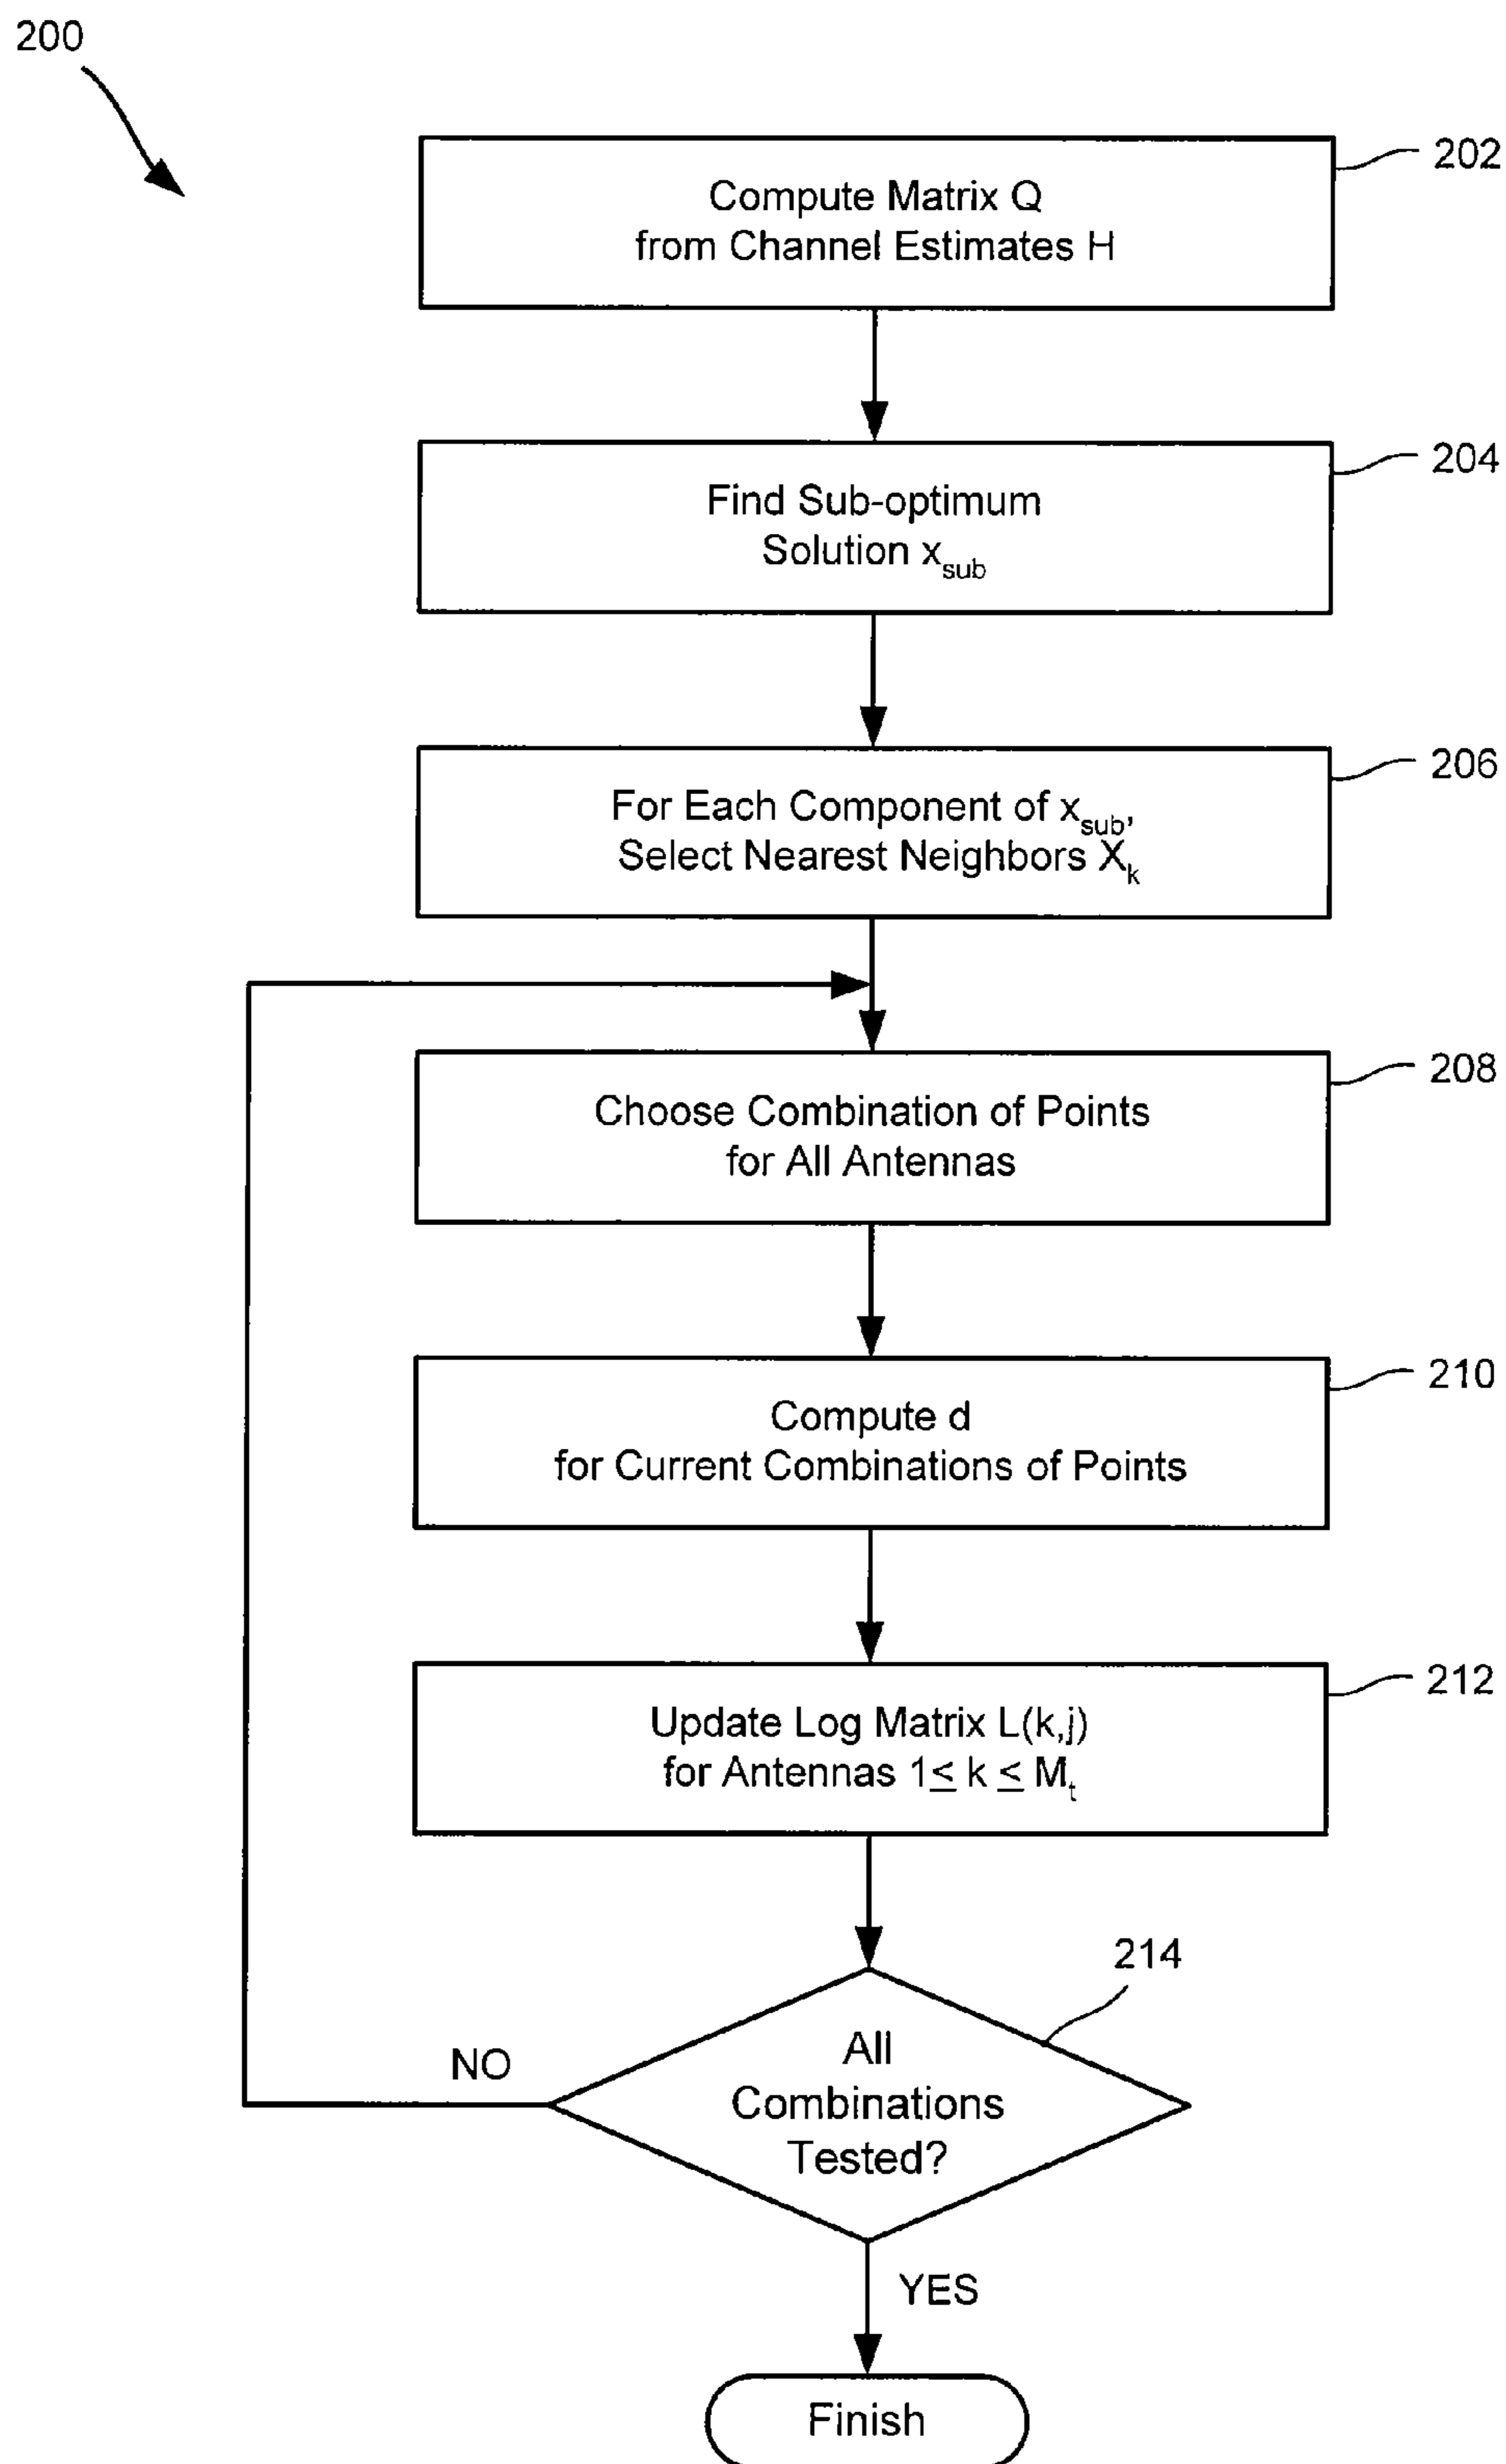 200
202
Compute Matrix Q
from Channel Estimates H
204
Find Sub-optimum
Solution x_sub
206
For Each Component of x_sub,
Select Nearest Neighbors X_k
208
Choose Combination of Points
for All Antennas
210
Compute d
for Current Combinations of Points
212
Update Log Matrix L(k,j)
for Antennas 1≤ k ≤ M_t
214
All
Combinations
Tested?
NO
YES
Finish